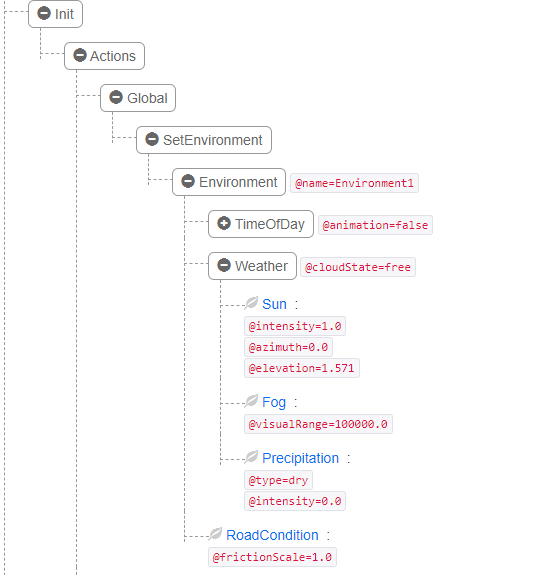 Init
Actions
Global
SetEnvironment
Environment @name=Environment1
TimeOfDay @animation=false
Weather @cloudState=free
Sun :
@intensity=1.0
@azimuth=0.0
@elevation=1.571
Fog :
@visualRange=100000.0
Precipitation :
@type=dry
@intensity=0.0
RoadCondition :
@frictionScale=1.0